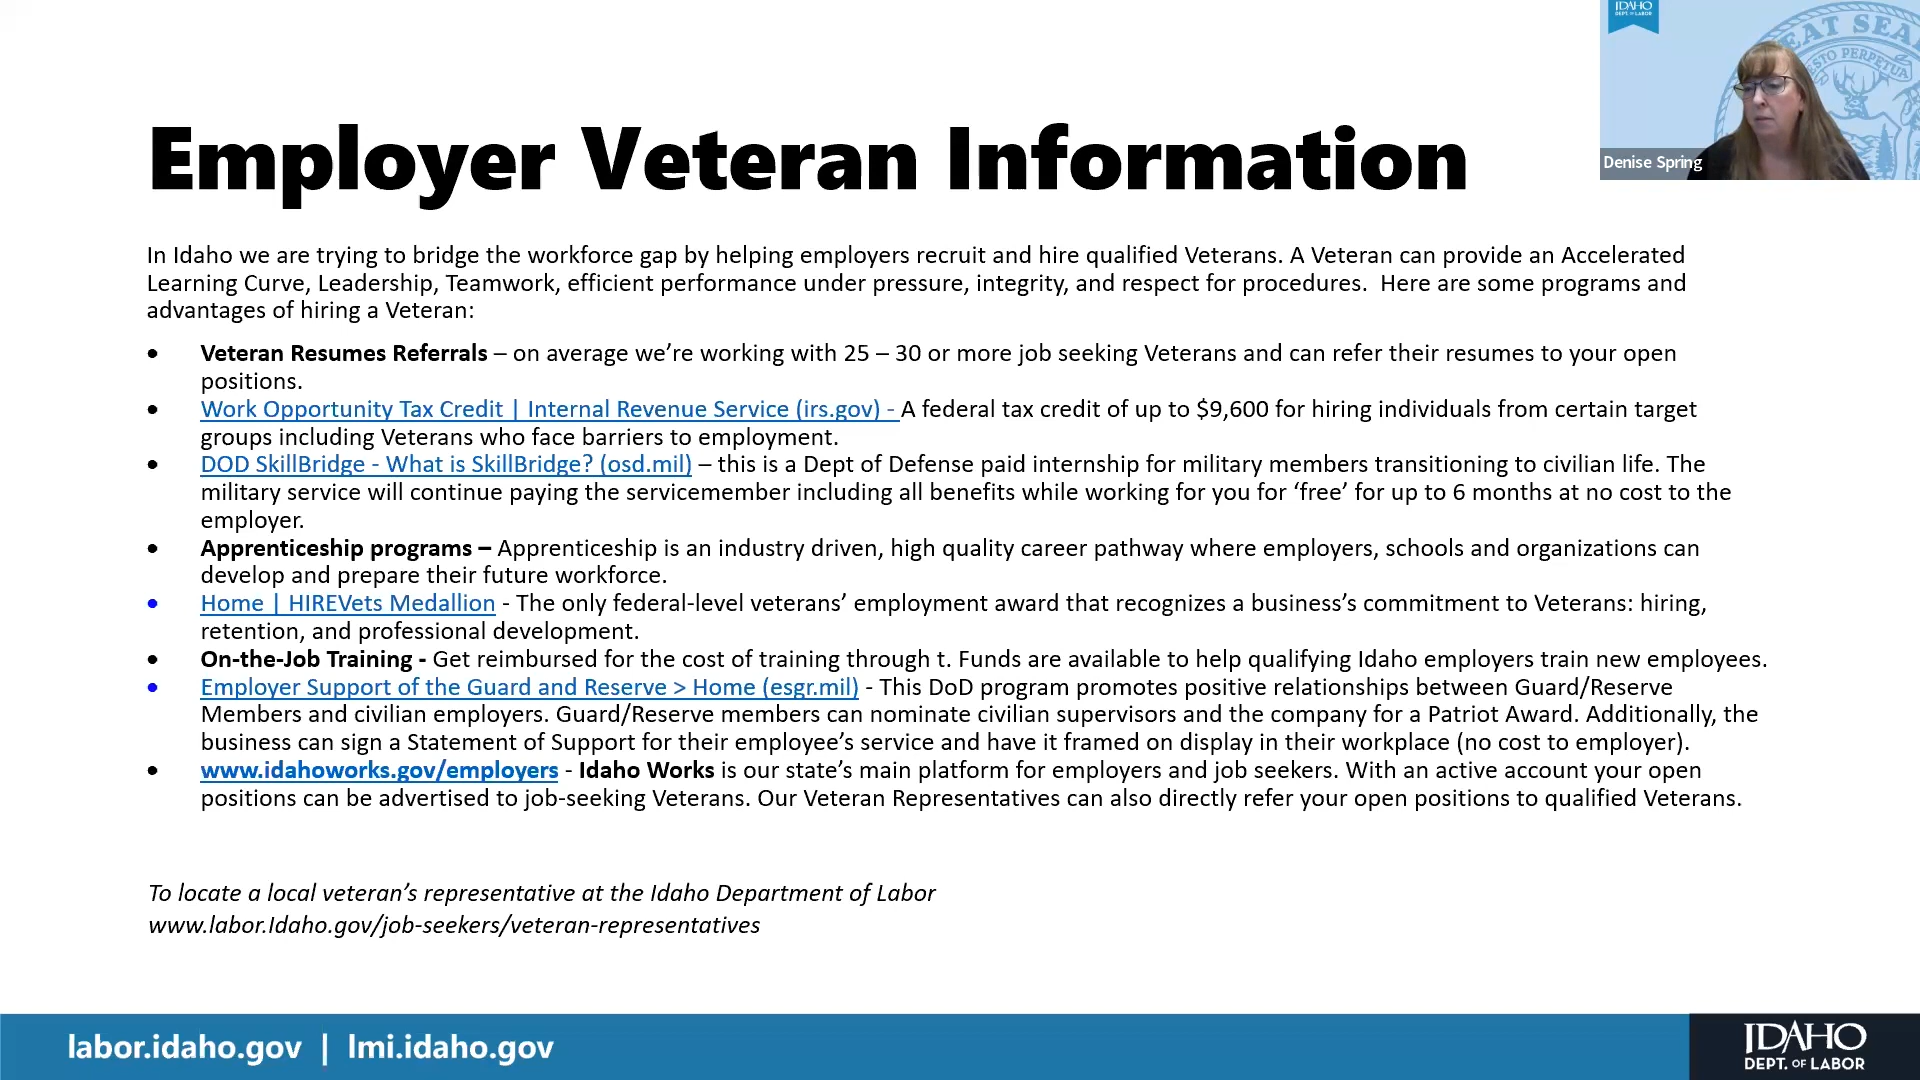 IDAHO
DEPT. of LABOR
EAT SEA
ESTO PERPETUA
Denise Spring
Employer Veteran Information
In Idaho we are trying to bridge the workforce gap by helping employers recruit and hire qualified Veterans. A Veteran can provide an Accelerated
Learning Curve, Leadership, Teamwork, efficient performance under pressure, integrity, and respect for procedures.  Here are some programs and
advantages of hiring a Veteran:
• Veteran Resumes Referrals – on average we’re working with 25 – 30 or more job seeking Veterans and can refer their resumes to your open
positions.
• Work Opportunity Tax Credit | Internal Revenue Service (irs.gov) - A federal tax credit of up to $9,600 for hiring individuals from certain target
groups including Veterans who face barriers to employment.
• DOD SkillBridge - What is SkillBridge? (osd.mil) – this is a Dept of Defense paid internship for military members transitioning to civilian life. The
military service will continue paying the servicemember including all benefits while working for you for ‘free’ for up to 6 months at no cost to the
employer.
• Apprenticeship programs – Apprenticeship is an industry driven, high quality career pathway where employers, schools and organizations can
develop and prepare their future workforce.
• Home | HIREVets Medallion - The only federal-level veterans’ employment award that recognizes a business’s commitment to Veterans: hiring,
retention, and professional development.
• On-the-Job Training - Get reimbursed for the cost of training through t. Funds are available to help qualifying Idaho employers train new employees.
• Employer Support of the Guard and Reserve > Home (esgr.mil) - This DoD program promotes positive relationships between Guard/Reserve
Members and civilian employers. Guard/Reserve members can nominate civilian supervisors and the company for a Patriot Award. Additionally, the
business can sign a Statement of Support for their employee’s service and have it framed on display in their workplace (no cost to employer).
• www.idahoworks.gov/employers - Idaho Works is our state’s main platform for employers and job seekers. With an active account your open
positions can be advertised to job-seeking Veterans. Our Veteran Representatives can also directly refer your open positions to qualified Veterans.
To locate a local veteran’s representative at the Idaho Department of Labor
www.labor.Idaho.gov/job-seekers/veteran-representatives
labor.idaho.gov | lmi.idaho.gov
IDAHO
DEPT. OF LABOR